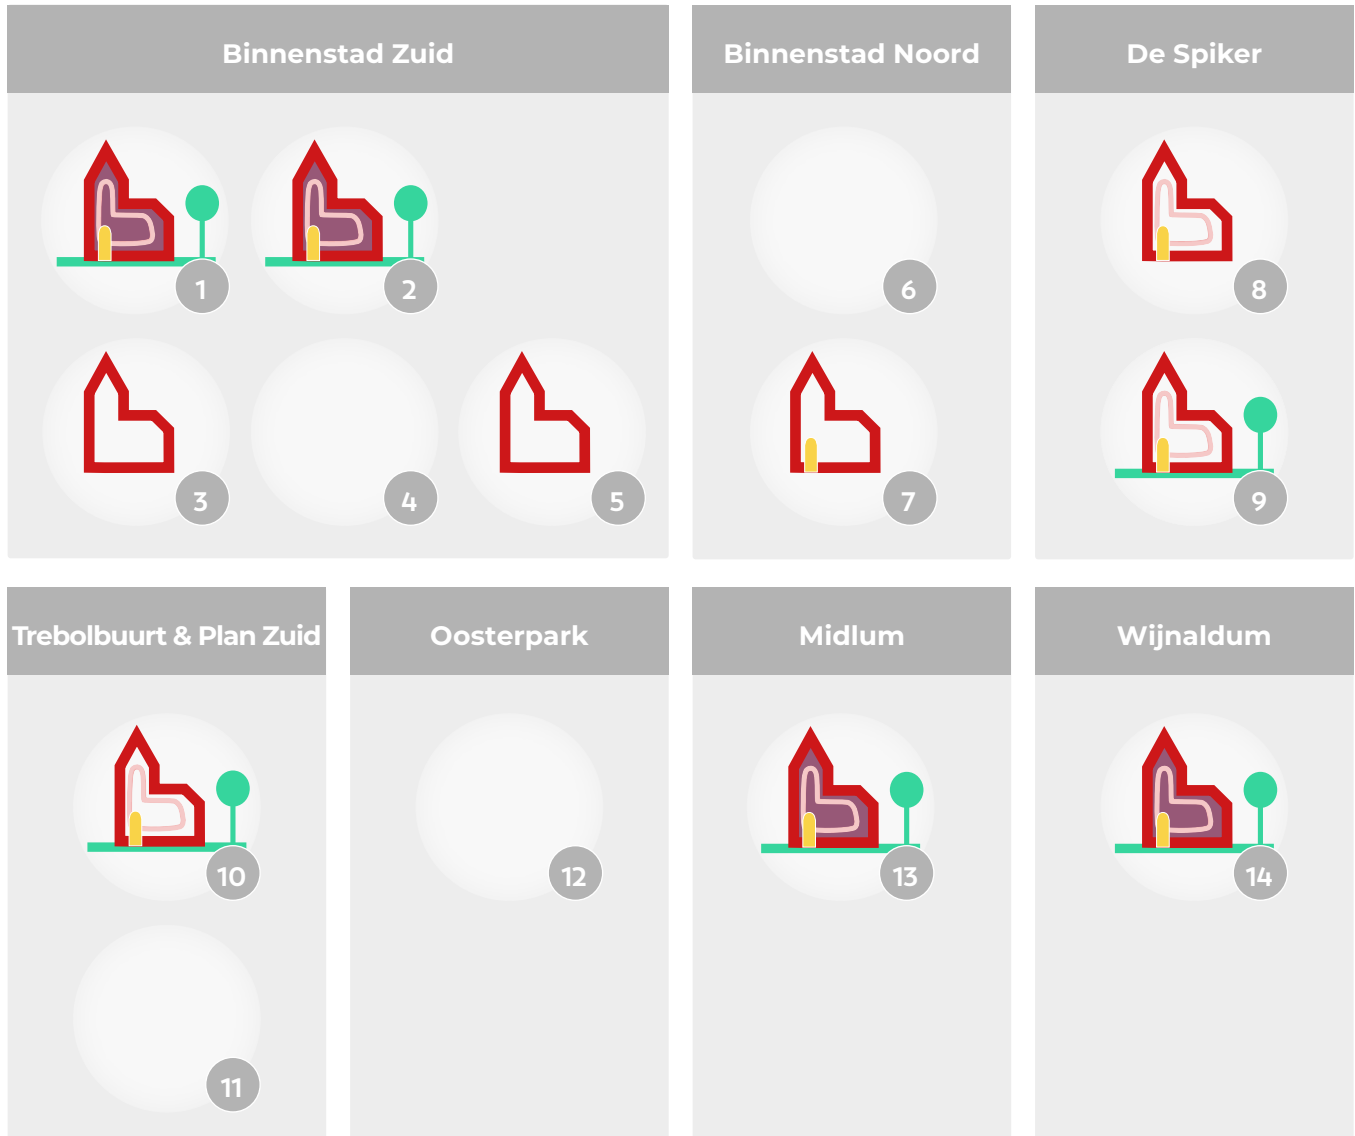 Binnenstad Zuid
Binnenstad Noord
De Spiker
1
2
6
8
3
4
5
7
9
Trebolbuurt & Plan Zuid
Oosterpark
Midlum
Wijnaldum
10
12
13
14
11